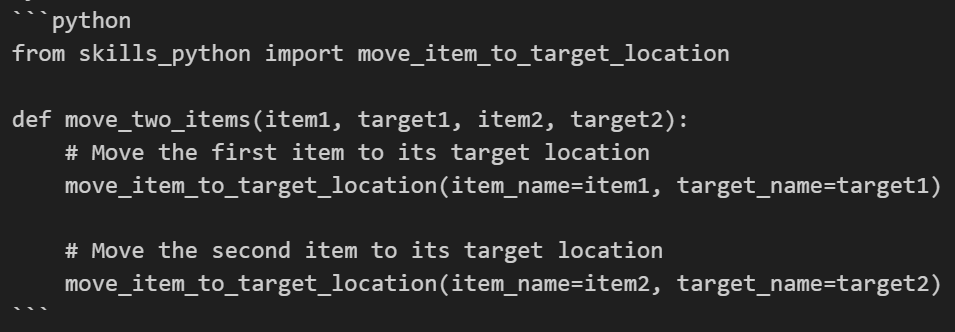 ```python
from skills_python import move_item_to_target_location

def move_two_items(item1, target1, item2, target2):
    # Move the first item to its target location
    move_item_to_target_location(item_name=item1, target_name=target1)

    # Move the second item to its target location
    move_item_to_target_location(item_name=item2, target_name=target2)
```